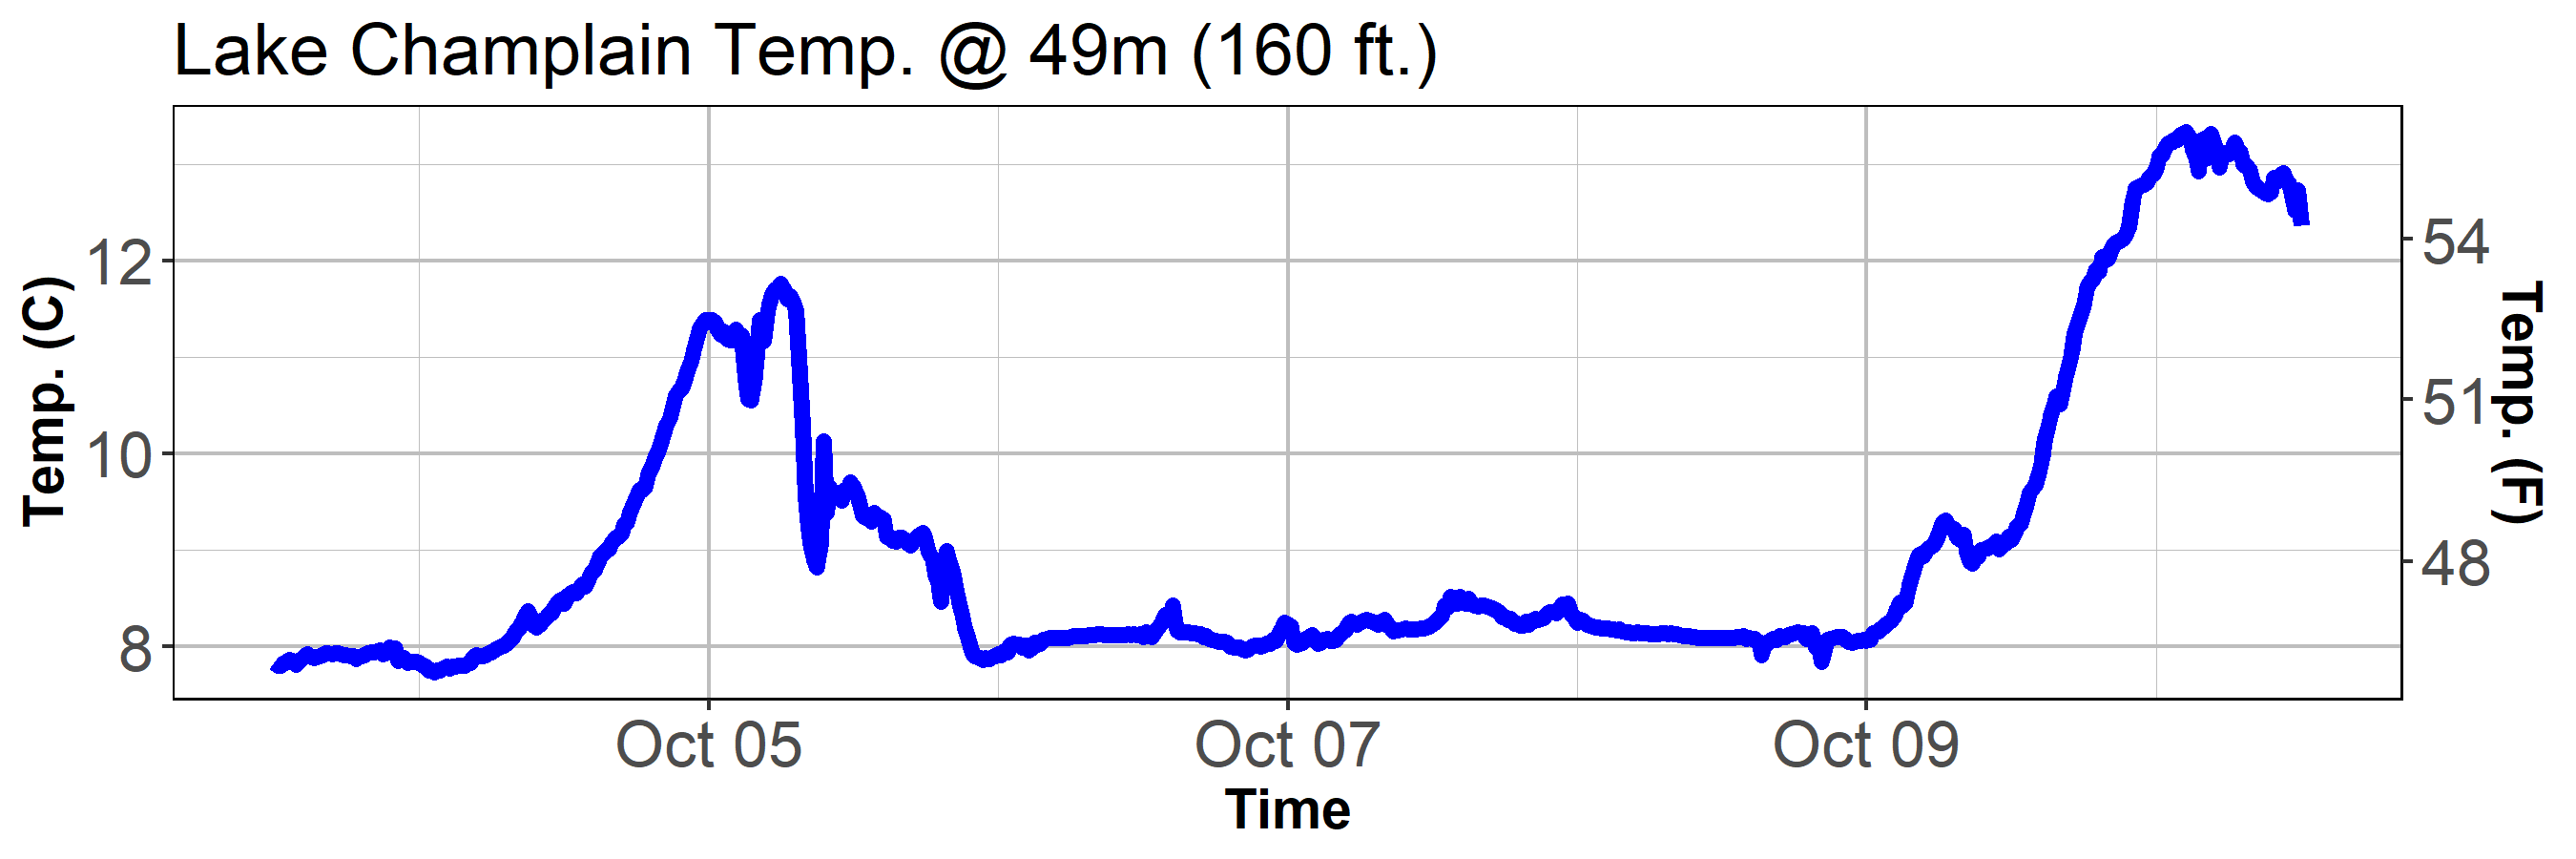 Lake Champlain Temp. @ 49m (160 ft.)
Temp. (C)
12
10
8
54
51
48
Temp. (F)
Oct 05 Oct 07 Oct 09
Time